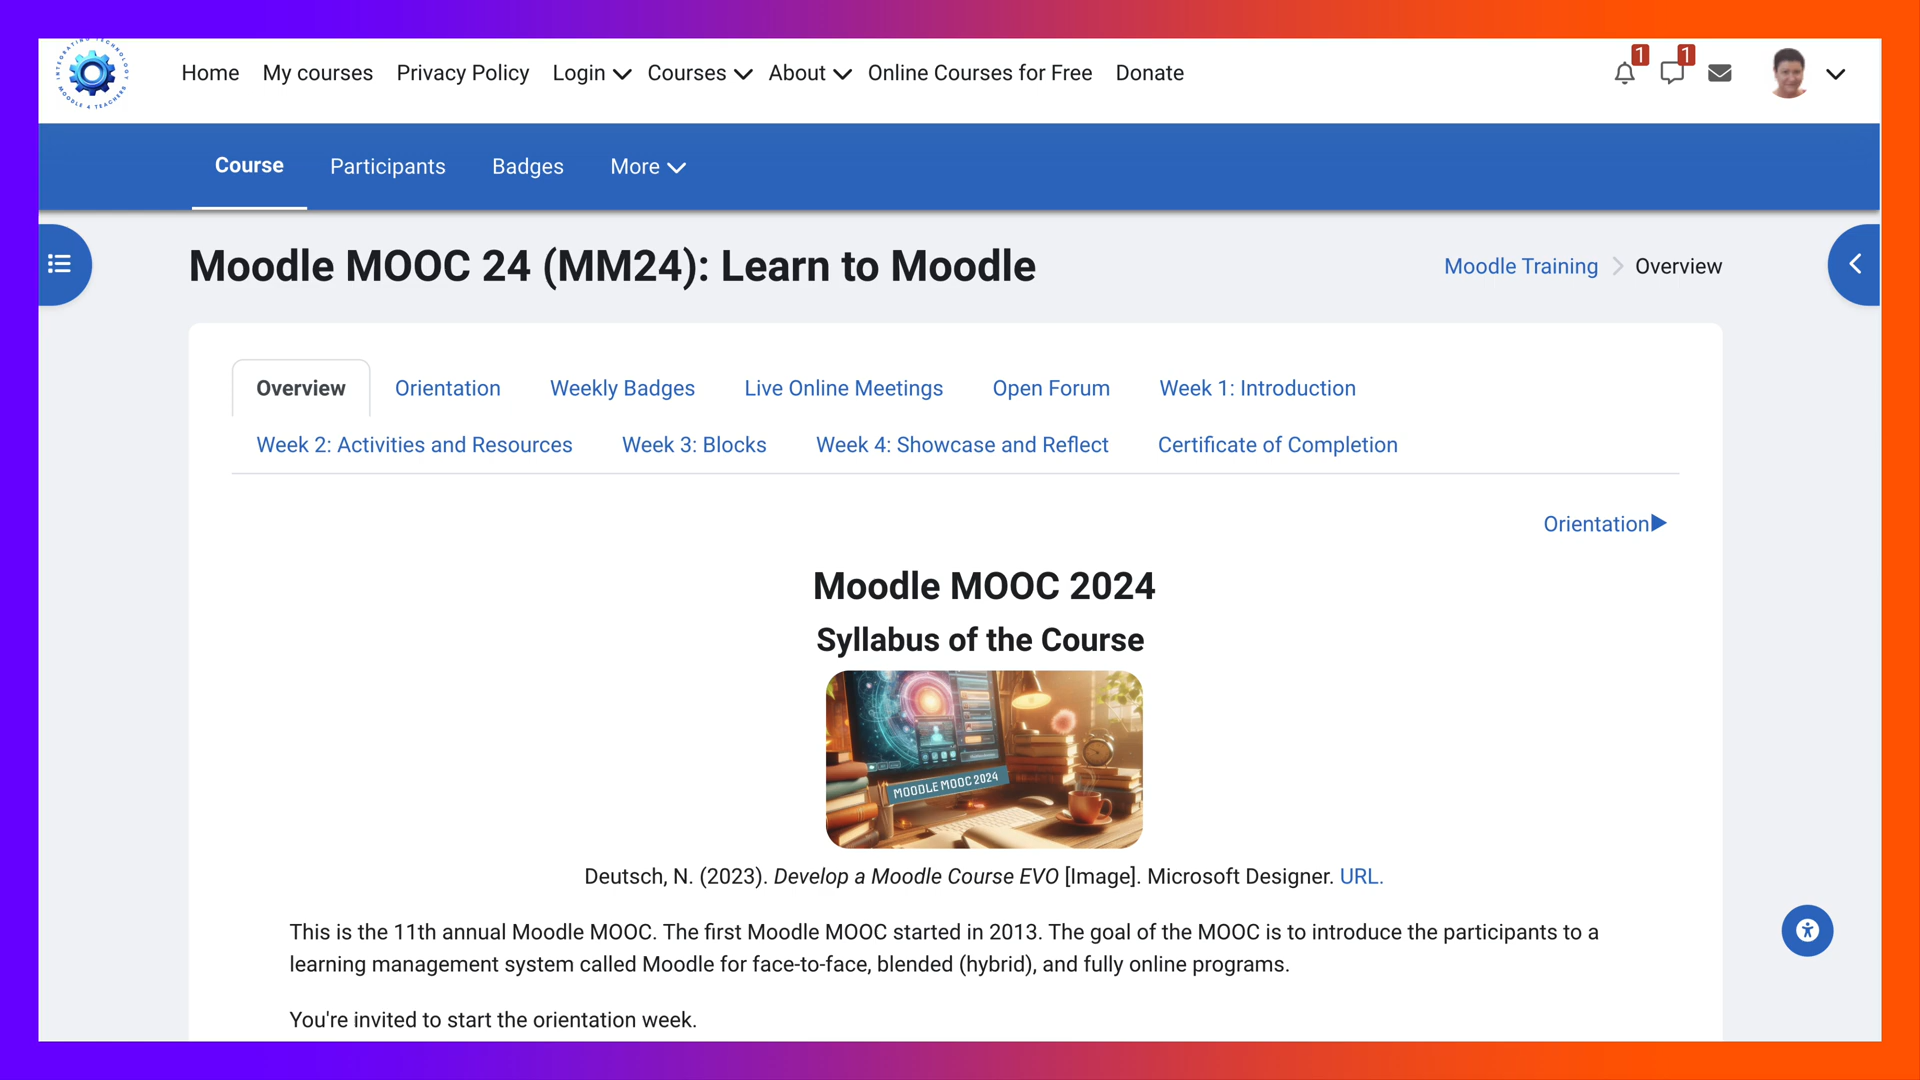 INTEGRATING TECHNOLOGY
MOODLE 4 TEACHERS
Home My courses Privacy Policy Login Courses About Online Courses for Free Donate
1 1
Course Participants Badges More
Moodle MOOC 24 (MM24): Learn to Moodle
Moodle Training Overview
Overview Orientation Weekly Badges Live Online Meetings Open Forum Week 1: Introduction
Week 2: Activities and Resources Week 3: Blocks Week 4: Showcase and Reflect Certificate of Completion
Orientation
Moodle MOOC 2024
Syllabus of the Course
MOODLE MOOC 2024
Deutsch, N. (2023). Develop a Moodle Course EVO [Image]. Microsoft Designer. URL.
This is the 11th annual Moodle MOOC. The first Moodle MOOC started in 2013. The goal of the MOOC is to introduce the participants to a
learning management system called Moodle for face-to-face, blended (hybrid), and fully online programs.
You're invited to start the orientation week.